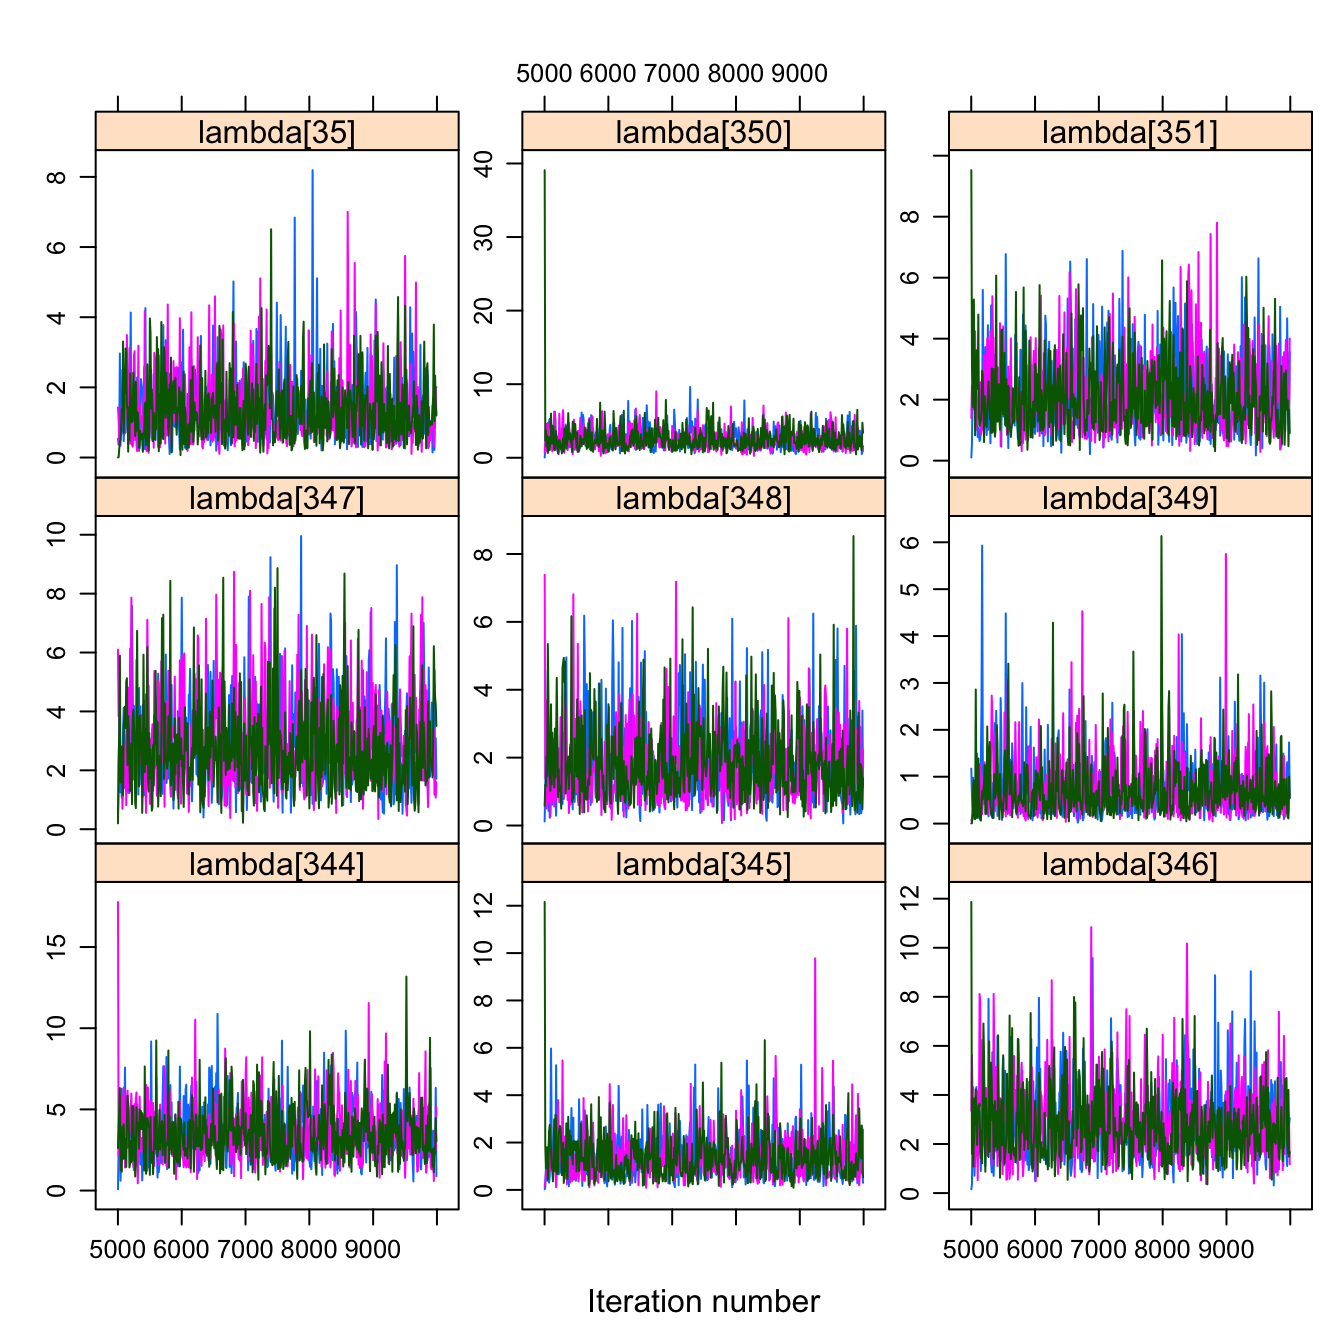 5000 6000 7000 8000 9000
lambda[35] lambda[350] lambda[351]
0 2 4 6 8
0 10 20 30 40
0 2 4 6 8
lambda[347] lambda[348] lambda[349]
0 2 4 6 8 10
0 2 4 6 8
0 1 2 3 4 5 6
lambda[344] lambda[345] lambda[346]
0 5 10 15
0 2 4 6 8 10 12
0 2 4 6 8 10 12
5000 6000 7000 8000 9000 5000 6000 7000 8000 9000
Iteration number